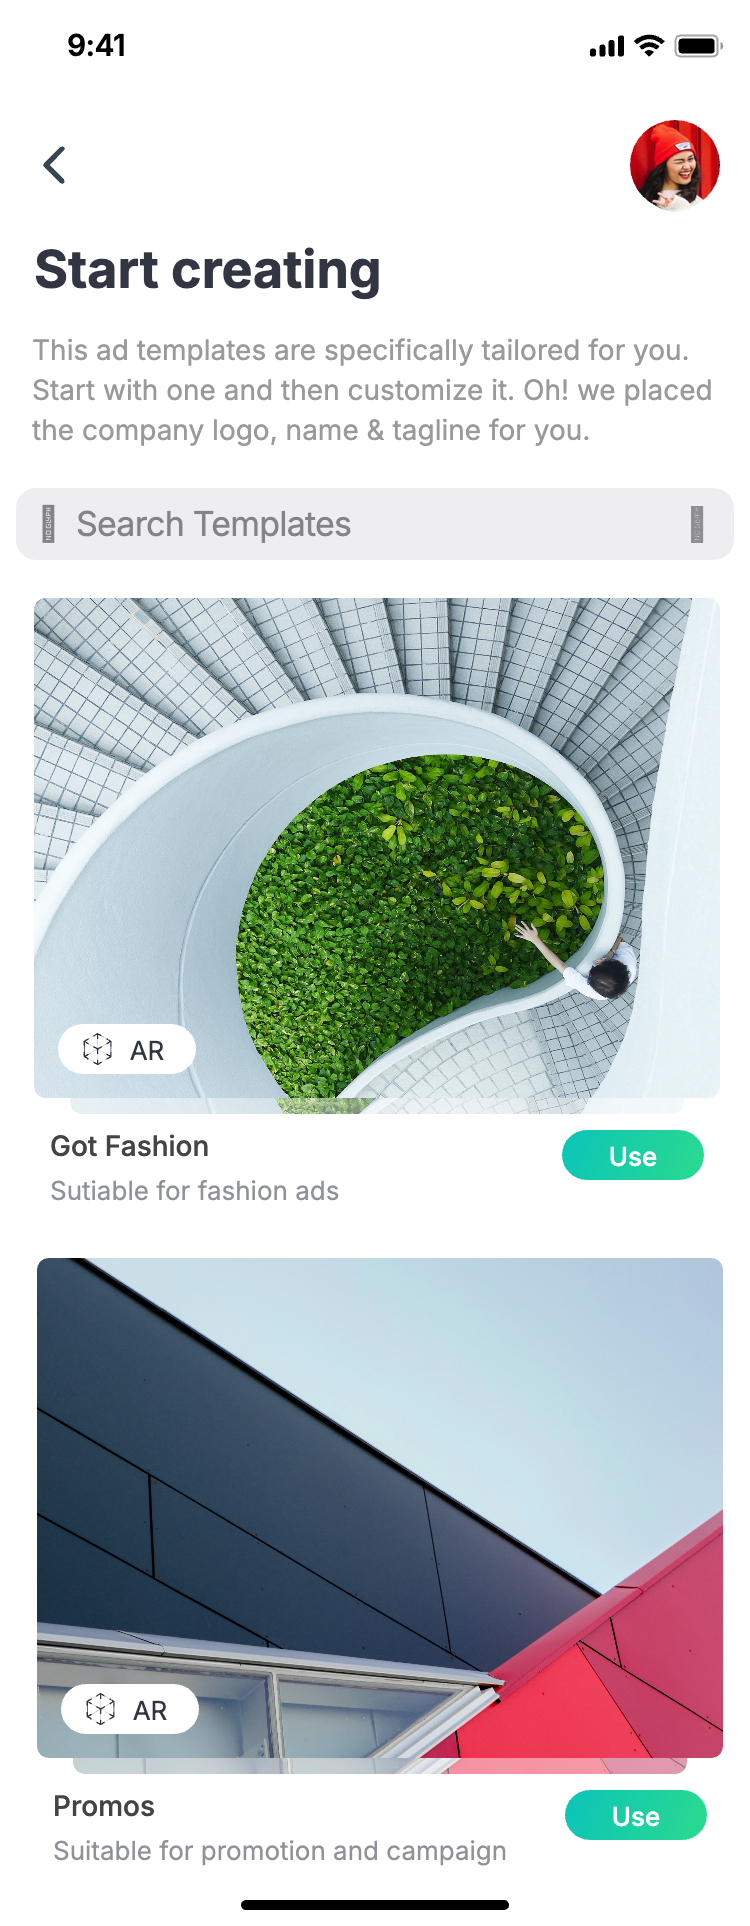 9:41
Start creating
This ad templates are specifically tailored for you.
Start with one and then customize it. Oh! we placed
the company logo, name & tagline for you.
Search Templates
AR
Got Fashion
Use
Sutiable for fashion ads
AR
Promos
Use
Suitable for promotion and campaign